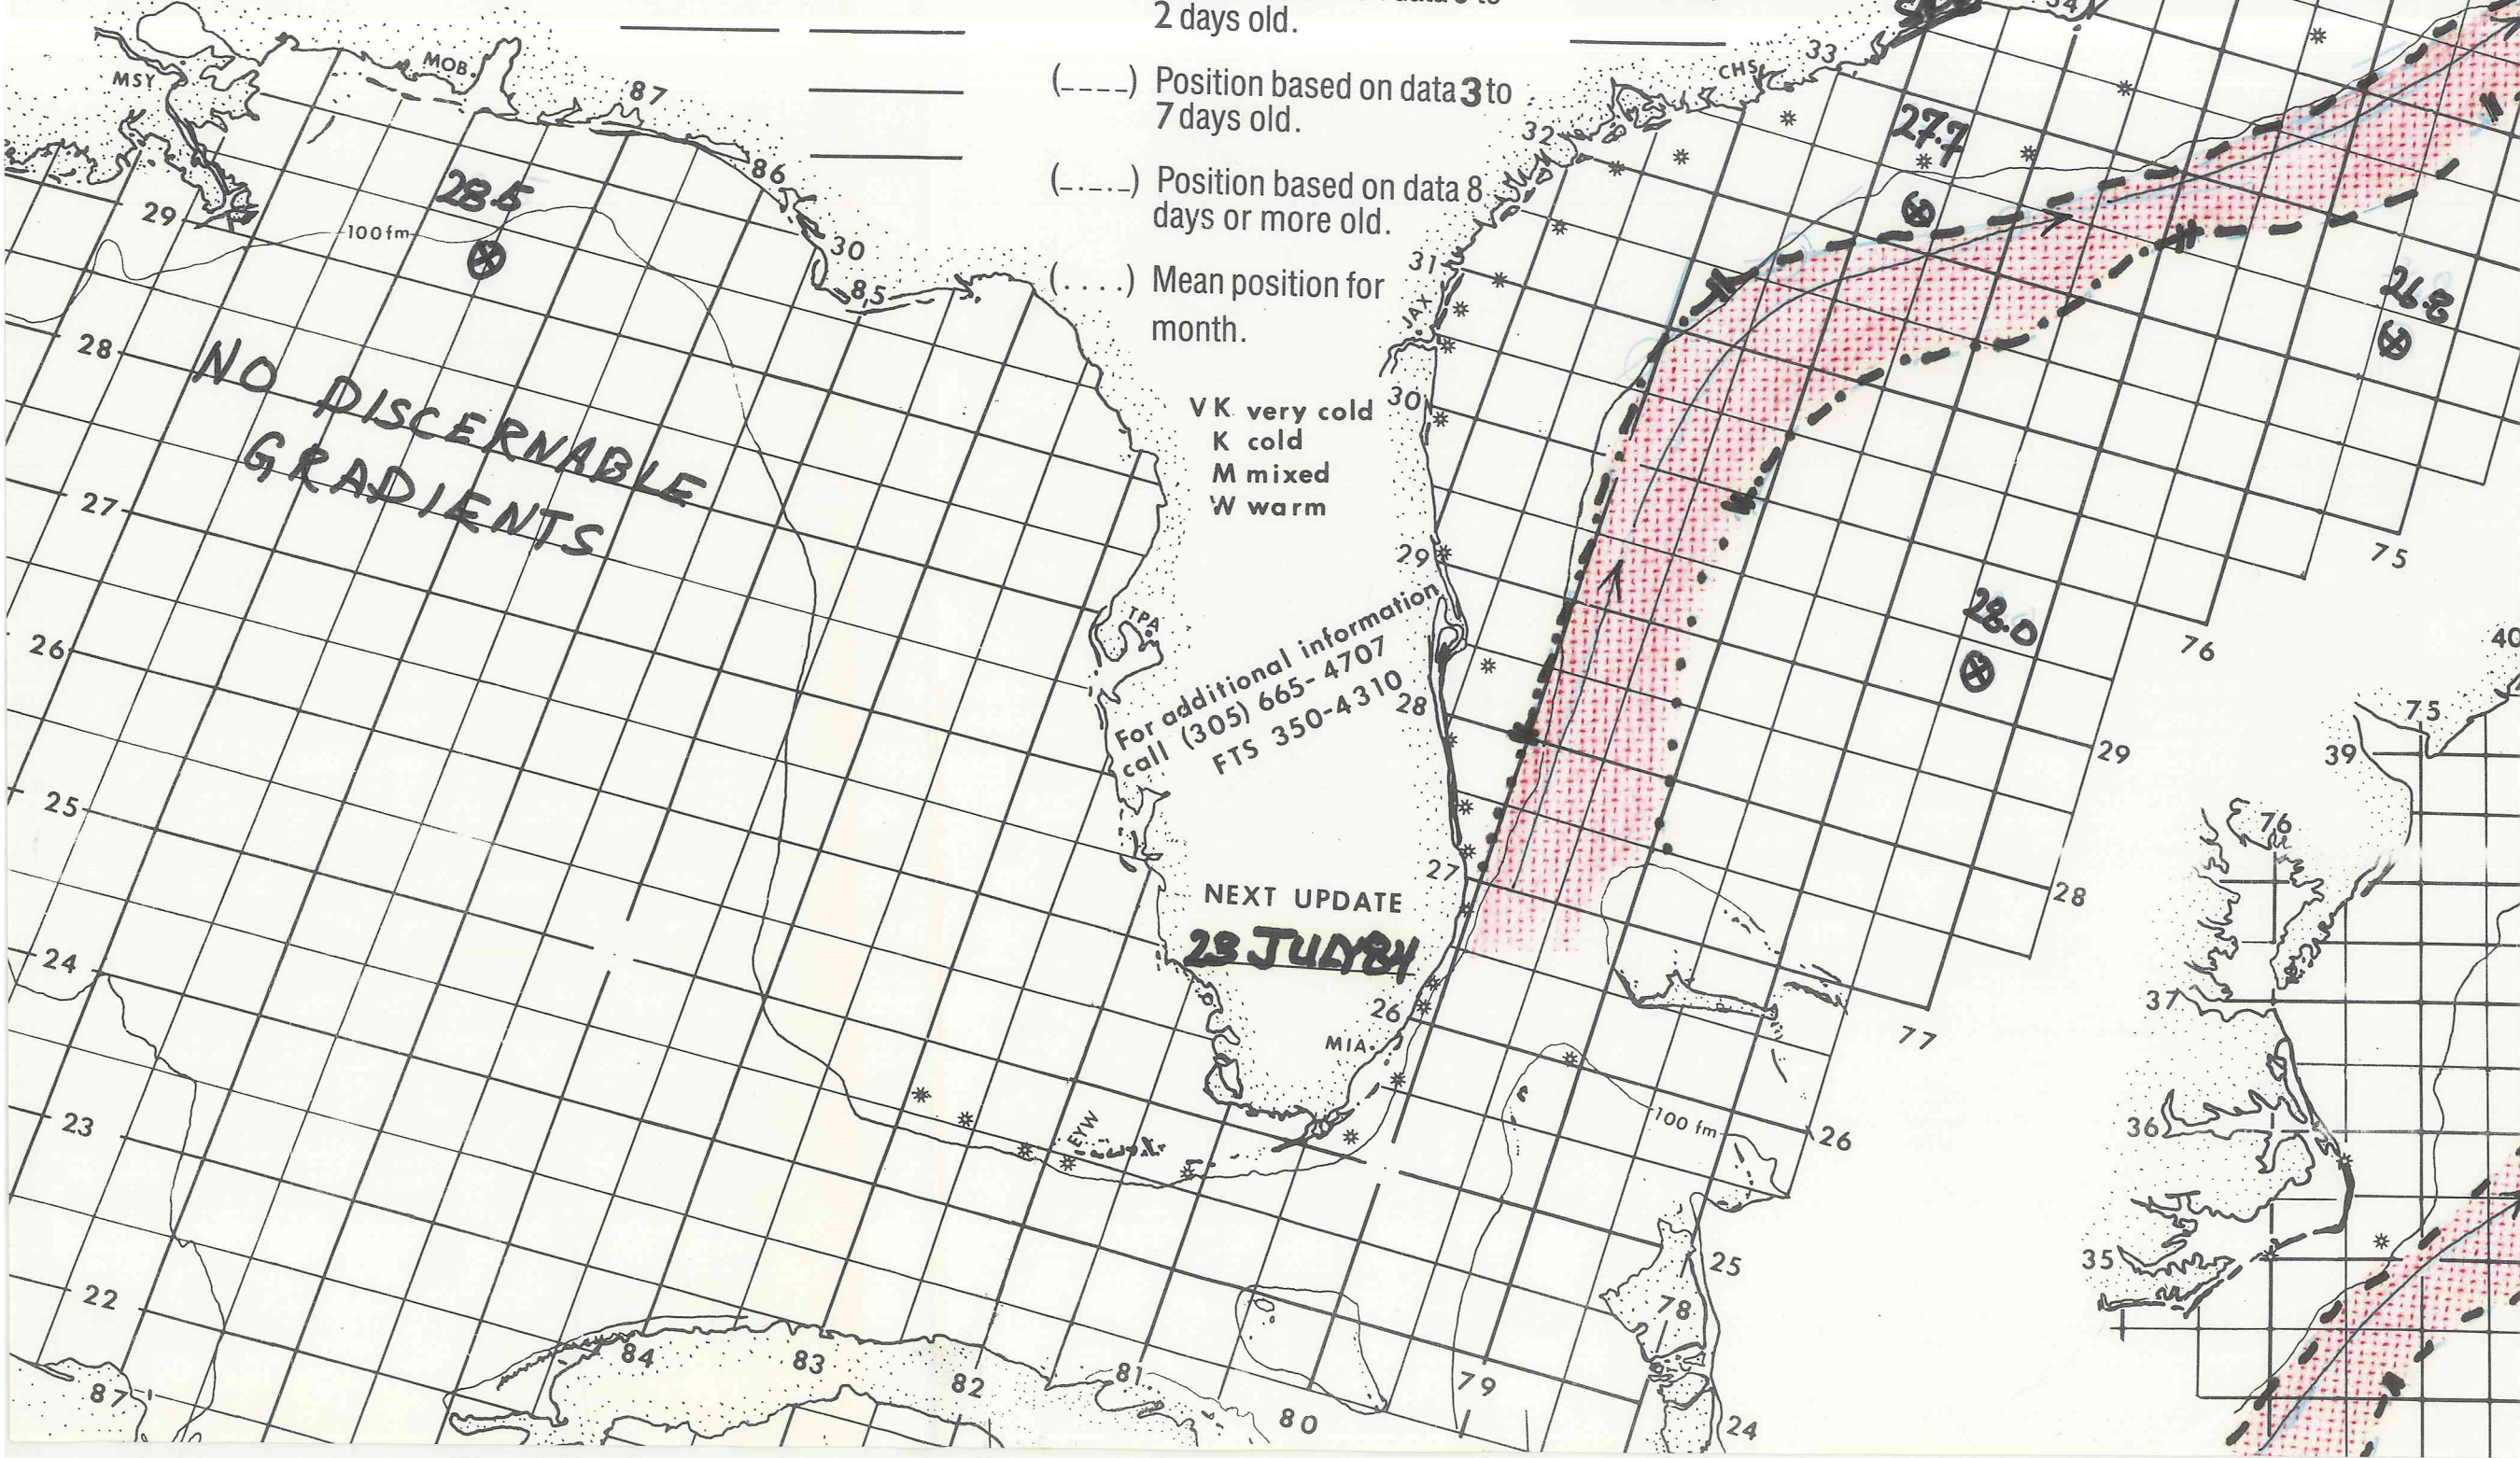 2 days old.
(----) Position based on data 3 to
7 days old.
(_._._) Position based on data 8
days or more old.
(....) Mean position for
month.
VK very cold
K cold
M mixed
W warm
For additional information
call (305) 665-4707
FTS 350-4310
NEXT UPDATE
23 JULY 84
NO DISCERNABLE
GRADIENTS
MSY
MOB.
87
86
30
85
28.5
100 fm
29
28
27
26
25
24
23
22
87
84
83
82
81
80
79
78
TPA
EYW
MIA.
JAX
CHS
34
33
32
31
30
29
28
27
26
27.7
26.8
28.0
75
76
29
28
77
100 fm
26
25
24
40
75
39
76
37
36
35